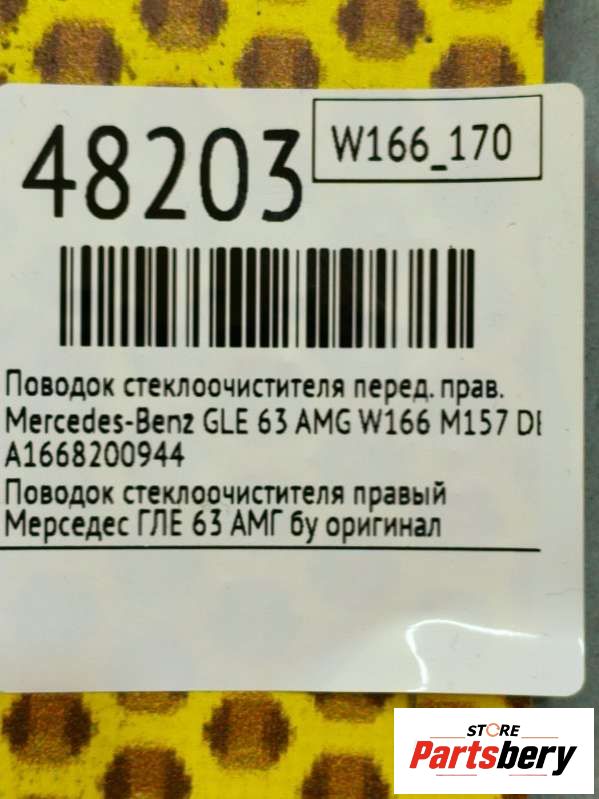 48203
W166_170
Поводок стеклоочистителя перед. прав.
Mercedes-Benz GLE 63 AMG W166 M157 DE
A1668200944
Поводок стеклоочистителя правый
Мерседес ГЛЕ 63 АМГ бу оригинал
STORE
Partsbery